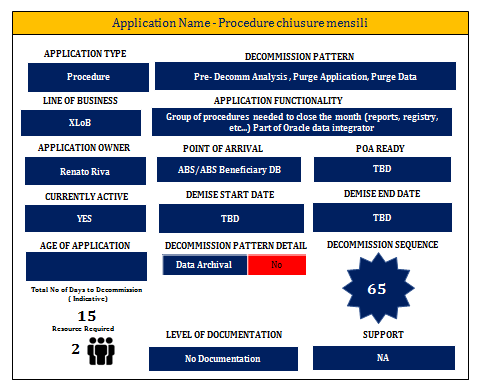 Application Name - Procedure chiusure mensili
APPLICATION TYPE
Procedure
DECOMMISSION PATTERN
Pre- Decomm Analysis , Purge Application, Purge Data
LINE OF BUSINESS
XLoB
APPLICATION FUNCTIONALITY
Group of procedures needed to close the month (reports, registry,
etc...) Part of Oracle data integrator
APPLICATION OWNER
Renato Riva
POINT OF ARRIVAL
ABS/ABS Beneficiary DB
POA READY
TBD
CURRENTLY ACTIVE
YES
DEMISE START DATE
TBD
DEMISE END DATE
TBD
AGE OF APPLICATION
DECOMMISSION PATTERN DETAIL
Data Archival
No
DECOMMISSION SEQUENCE
65
Total No of Days to Decommission
( Indicative)
15
Resource Required
2
LEVEL OF DOCUMENTATION
No Documentation
SUPPORT
NA